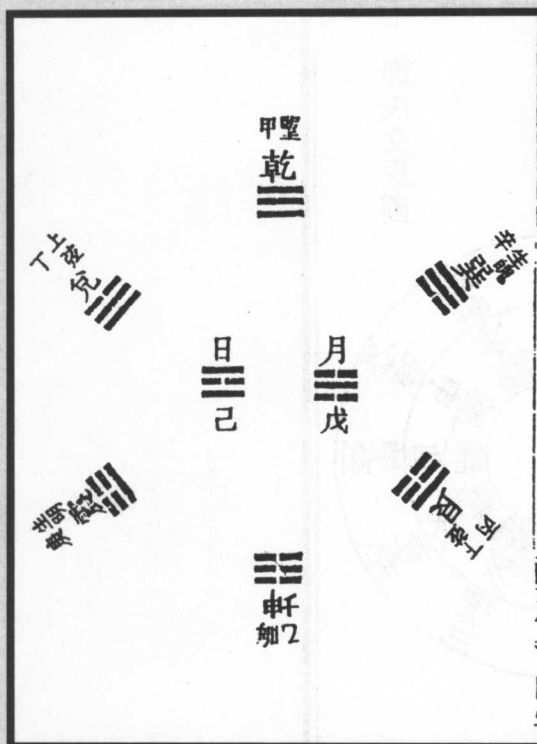 甲望
乾
上弦
丁
兌
生魄
辛
巽
日
己
月
戊
生明
庚
震
艮
丙
下弦
坤
乙晦